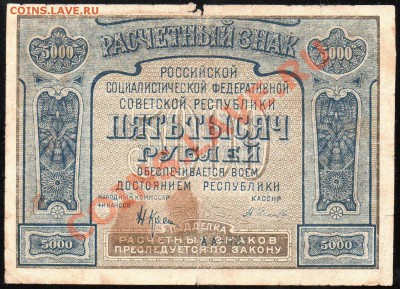 COINS.LAVE.RU
5000 РАСЧЕТНЫЙ ЗНАК 5000
РОССИЙСКОЙ
СОЦИАЛИСТИЧЕСКОЙ ФЕДЕРАТИВНОЙ
СОВЕТСКОЙ РЕСПУБЛИКИ
ПЯТЬ ТЫСЯЧ
РУБЛЕЙ
ОБЕСПЕЧИВАЕТСЯ ВСЕМ
ДОСТОЯНИЕМ РЕСПУБЛИКИ
НАРОДНЫЙ КОМИССАР
ФИНАНСОВ
КАССИР
ПОДДЕЛКА
5000 РАСЧЕТНЫХ ЗНАКОВ 5000
ПРЕСЛЕДУЕТСЯ ПО ЗАКОНУ